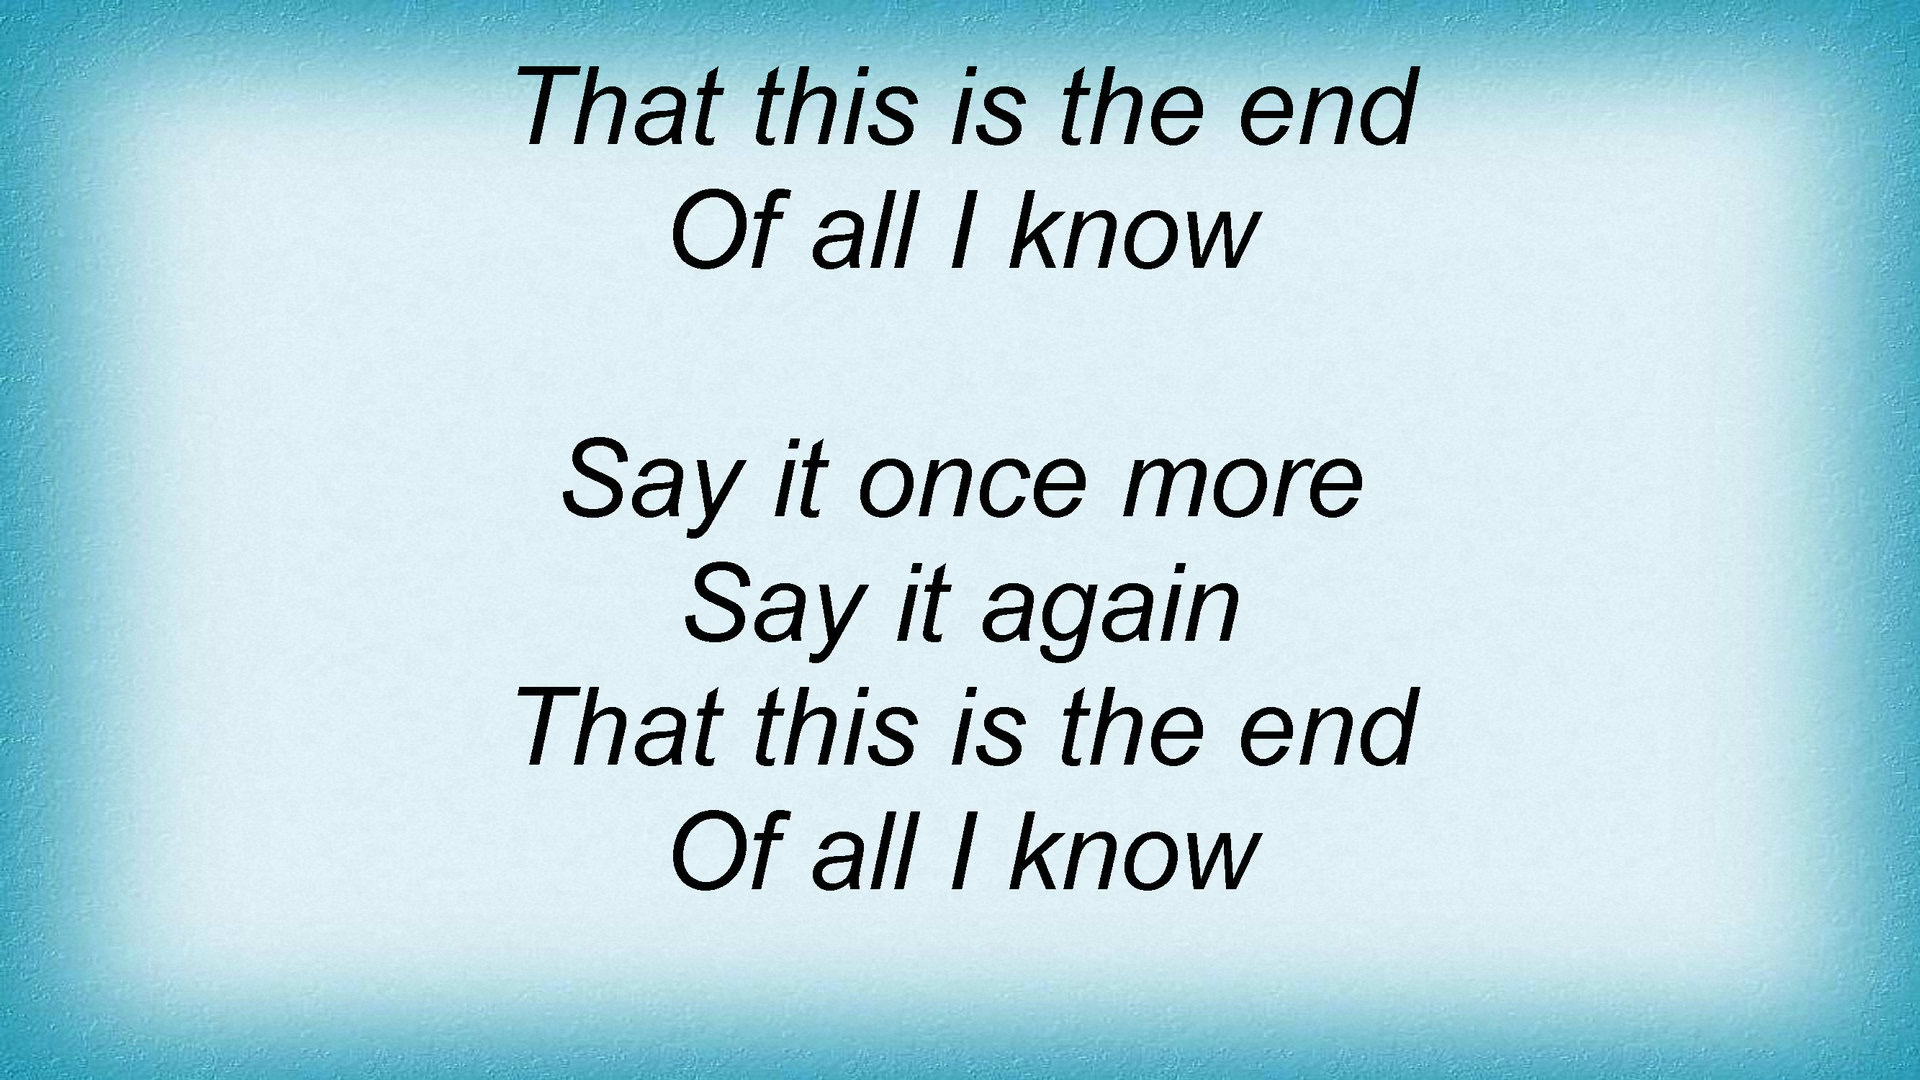 That this is the end
Of all I know
Say it once more
Say it again
That this is the end
Of all I know